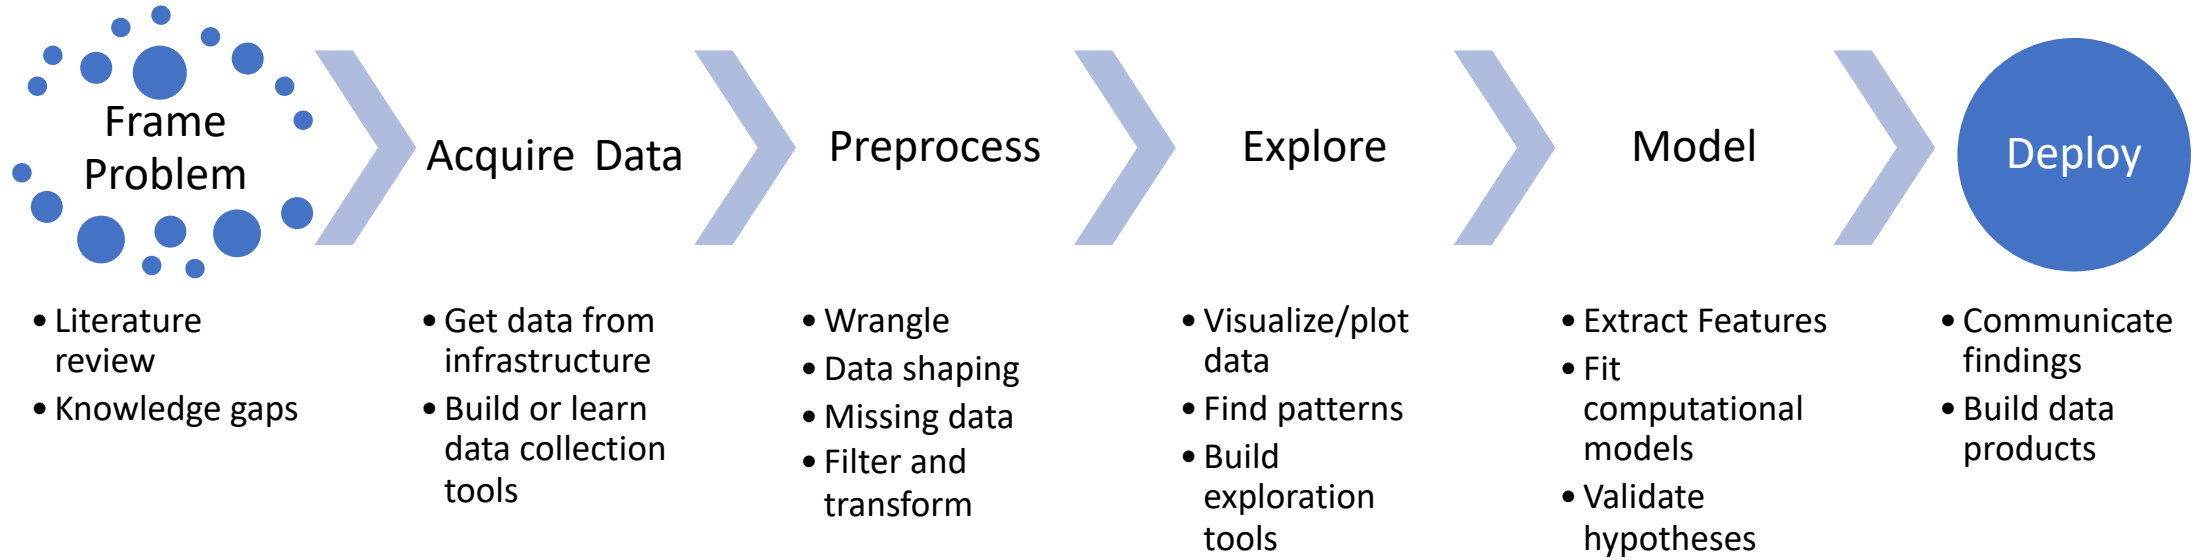 Frame
Problem
Acquire Data
Preprocess
Explore
Model
Deploy
• Literature
review
• Knowledge gaps
• Get data from
infrastructure
• Build or learn
data collection
tools
• Wrangle
• Data shaping
• Missing data
• Filter and
transform
• Visualize/plot
data
• Find patterns
• Build
exploration
tools
• Extract Features
• Fit
computational
models
• Validate
hypotheses
• Communicate
findings
• Build data
products